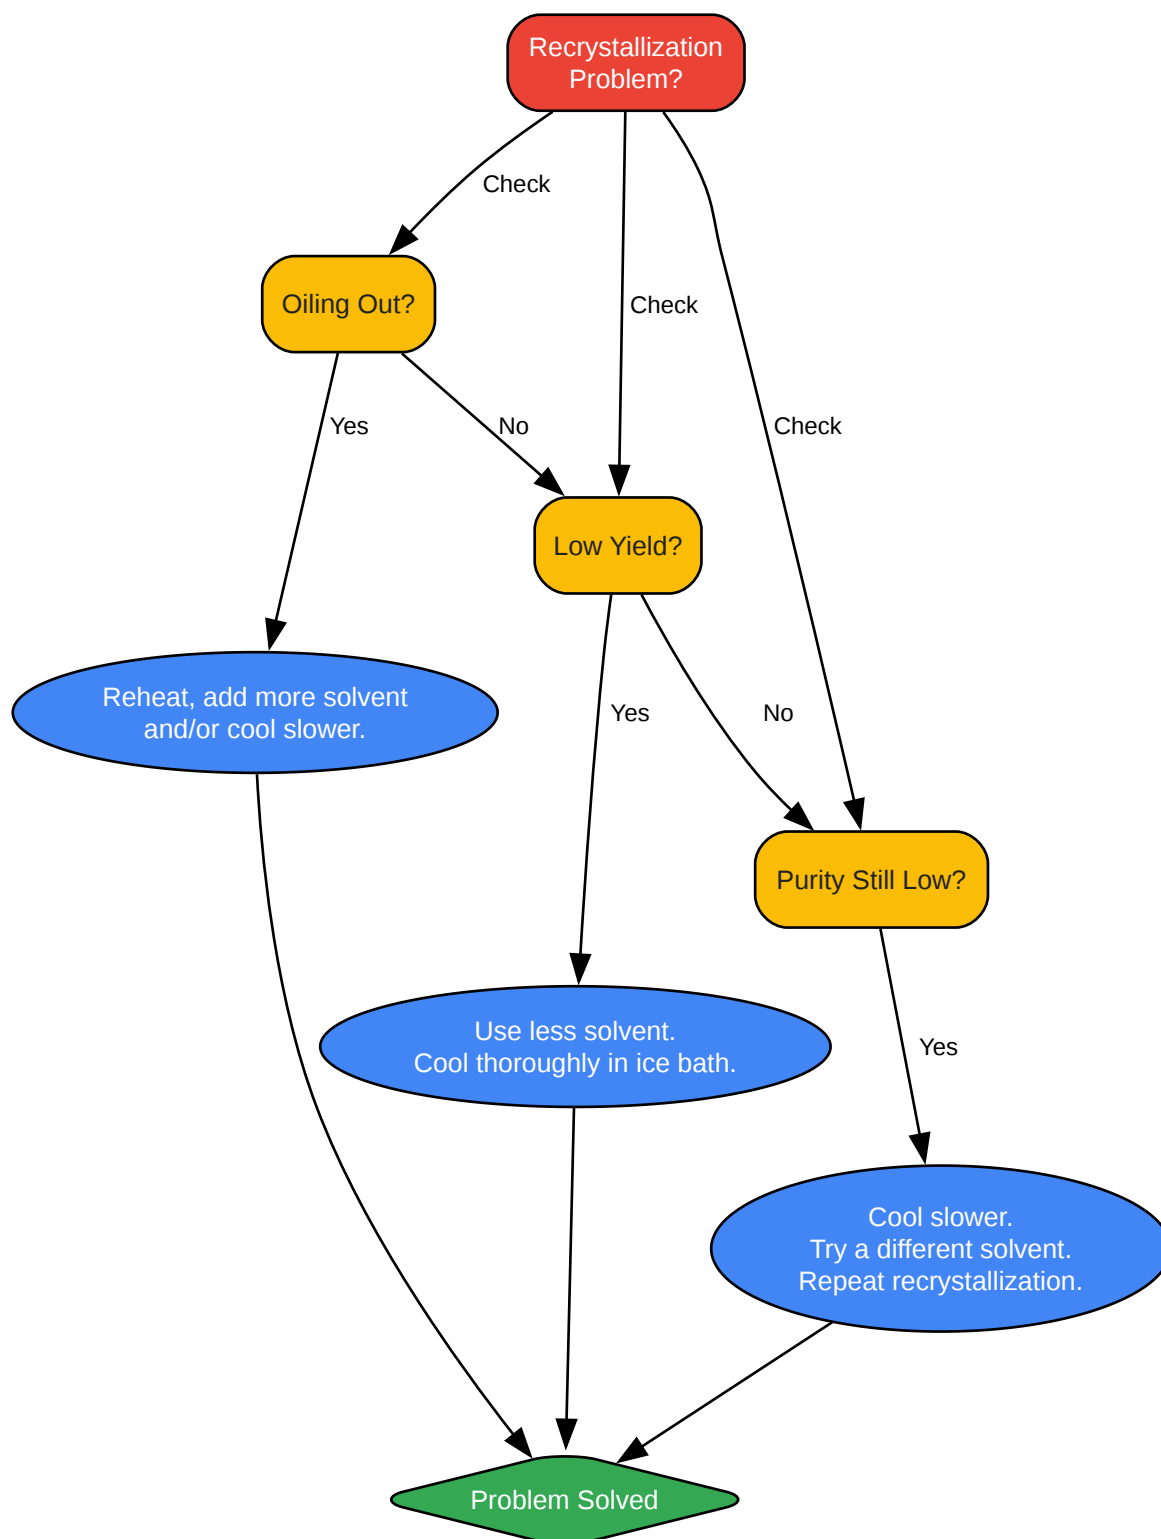 Recrystallization
Problem?
Check
Oiling Out?
Check
Yes
No
Check
Low Yield?
Reheat, add more solvent
and/or cool slower.
Yes
No
Purity Still Low?
Use less solvent.
Cool thoroughly in ice bath.
Yes
Cool slower.
Try a different solvent.
Repeat recrystallization.
Problem Solved